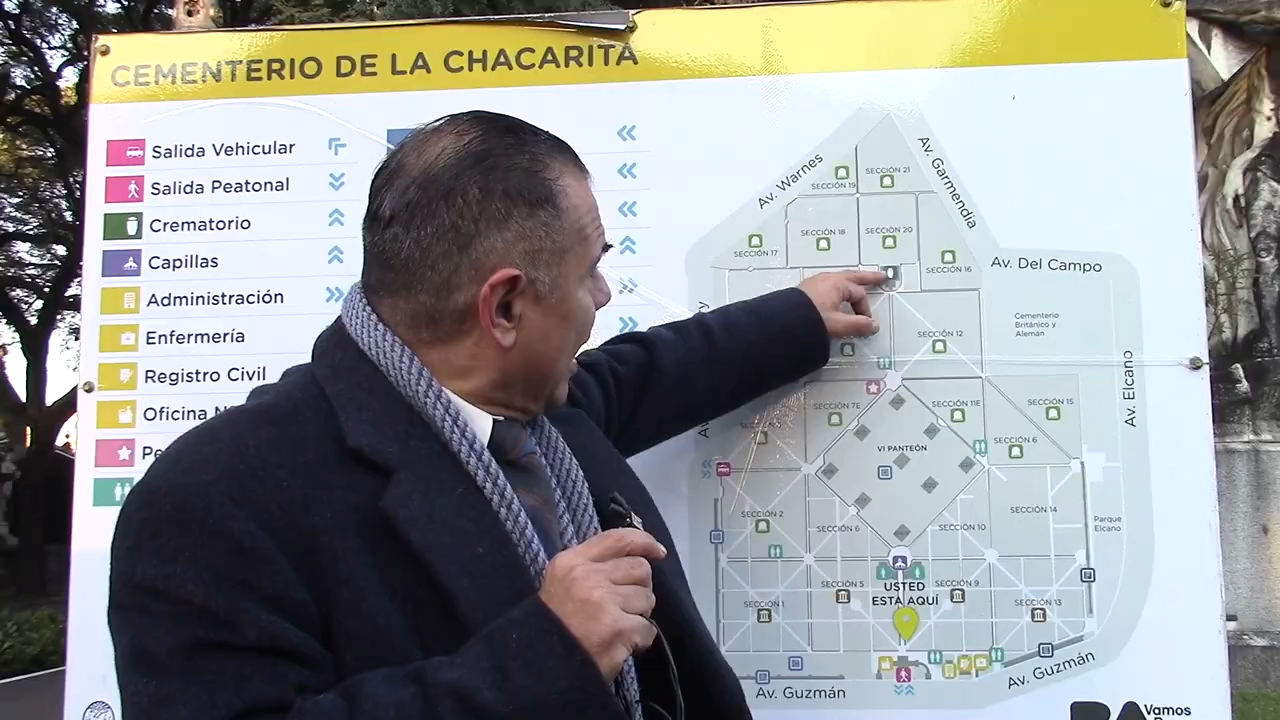 CEMENTERIO DE LA CHACARITA
Salida Vehicular
Salida Peatonal
Crematorio
Capillas
Administración
Enfermería
Registro Civil
Oficina
Av. Warnes
Av. Garmendia
SECCIÓN 19
SECCIÓN 21
SECCIÓN 17
SECCIÓN 18
SECCIÓN 20
SECCIÓN 16
Av. Del Campo
SECCIÓN 12
Cementerio
Británico y
Alemán
Av. Elcano
SECCIÓN 7E
SECCIÓN 11E
SECCIÓN 15
SECCIÓN 6
VI PANTEÓN
SECCIÓN 2
SECCIÓN 6
SECCIÓN 10
SECCIÓN 14
Parque
Elcano
SECCIÓN 1
SECCIÓN 5
SECCIÓN 9
SECCIÓN 13
USTED
ESTA AQUÍ
Av. Guzmán
Av. Guzmán
BA
Vamos